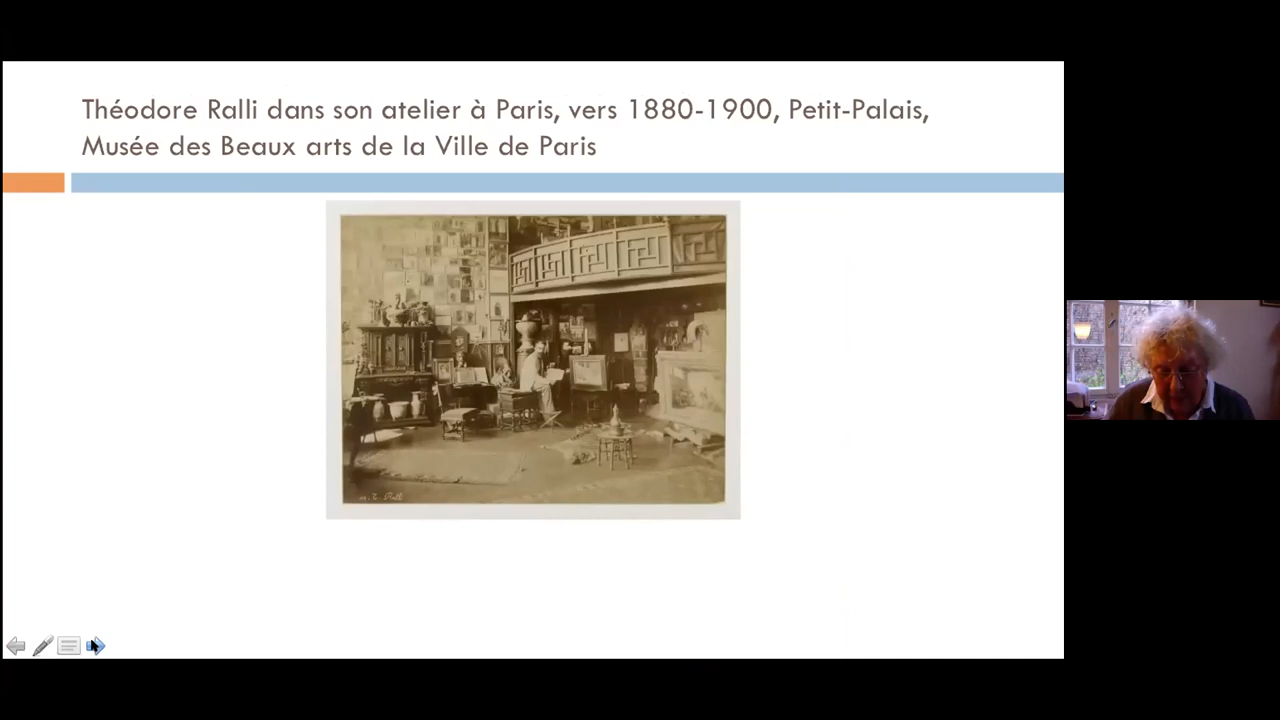 Théodore Ralli dans son atelier à Paris, vers 1880-1900, Petit-Palais,
Musée des Beaux arts de la Ville de Paris